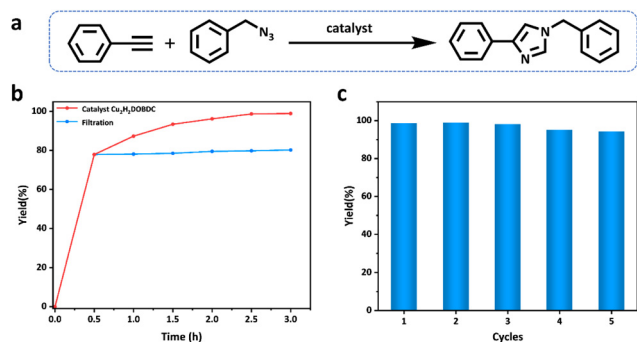 a
N₃
catalyst
N
N
b
Catalyst Cu₂H₂DOBDC
Filtration
Yield(%)
100
80
60
40
20
0
0.0 0.5 1.0 1.5 2.0 2.5 3.0
Time (h)
c
Yield(%)
100
80
60
40
20
0
1 2 3 4 5
Cycles